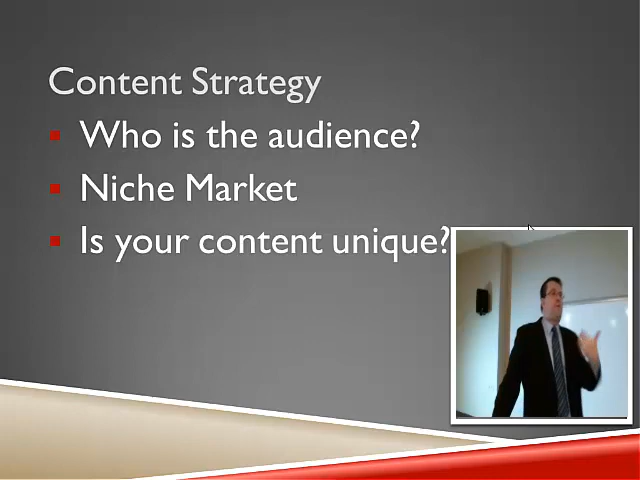 Content Strategy
Who is the audience?
Niche Market
Is your content unique?